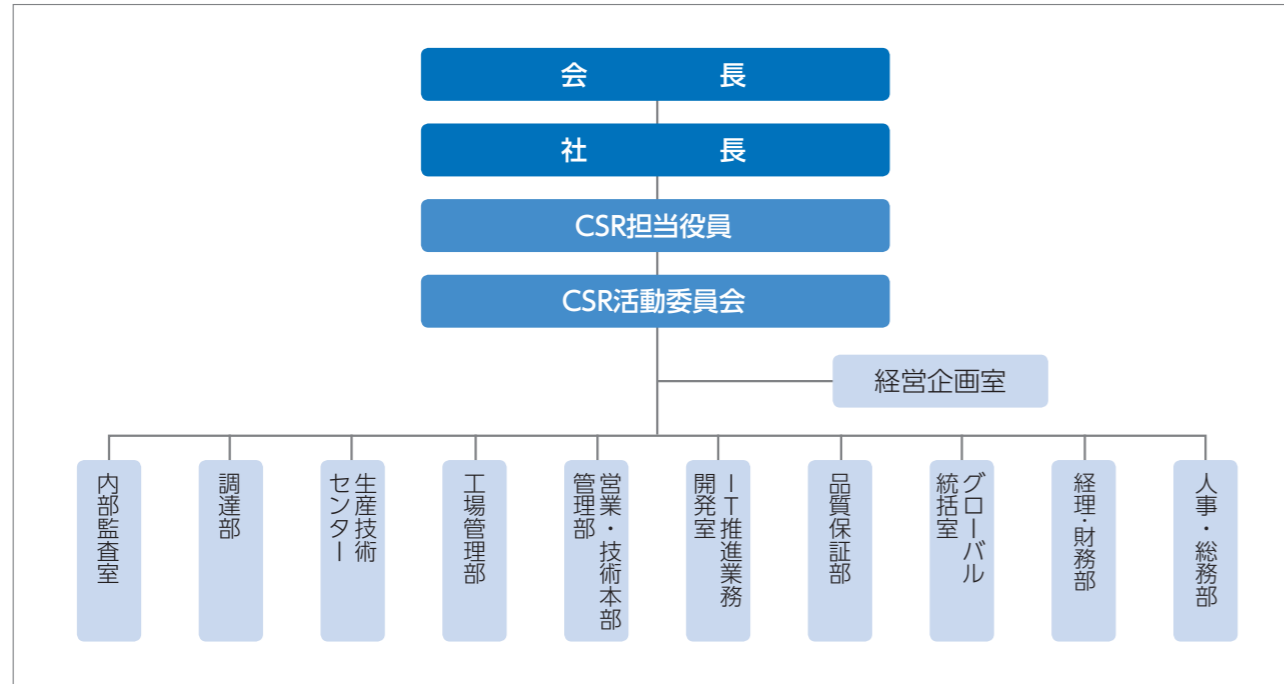 会長
社長
CSR担当役員
CSR活動委員会
経営企画室
内部監査室
調達部
生産技術
センター
工場管理部
営業・技術本部
管理部
IT推進業務
開発室
品質保証部
グローバル
統括室
経理・財務部
人事・総務部